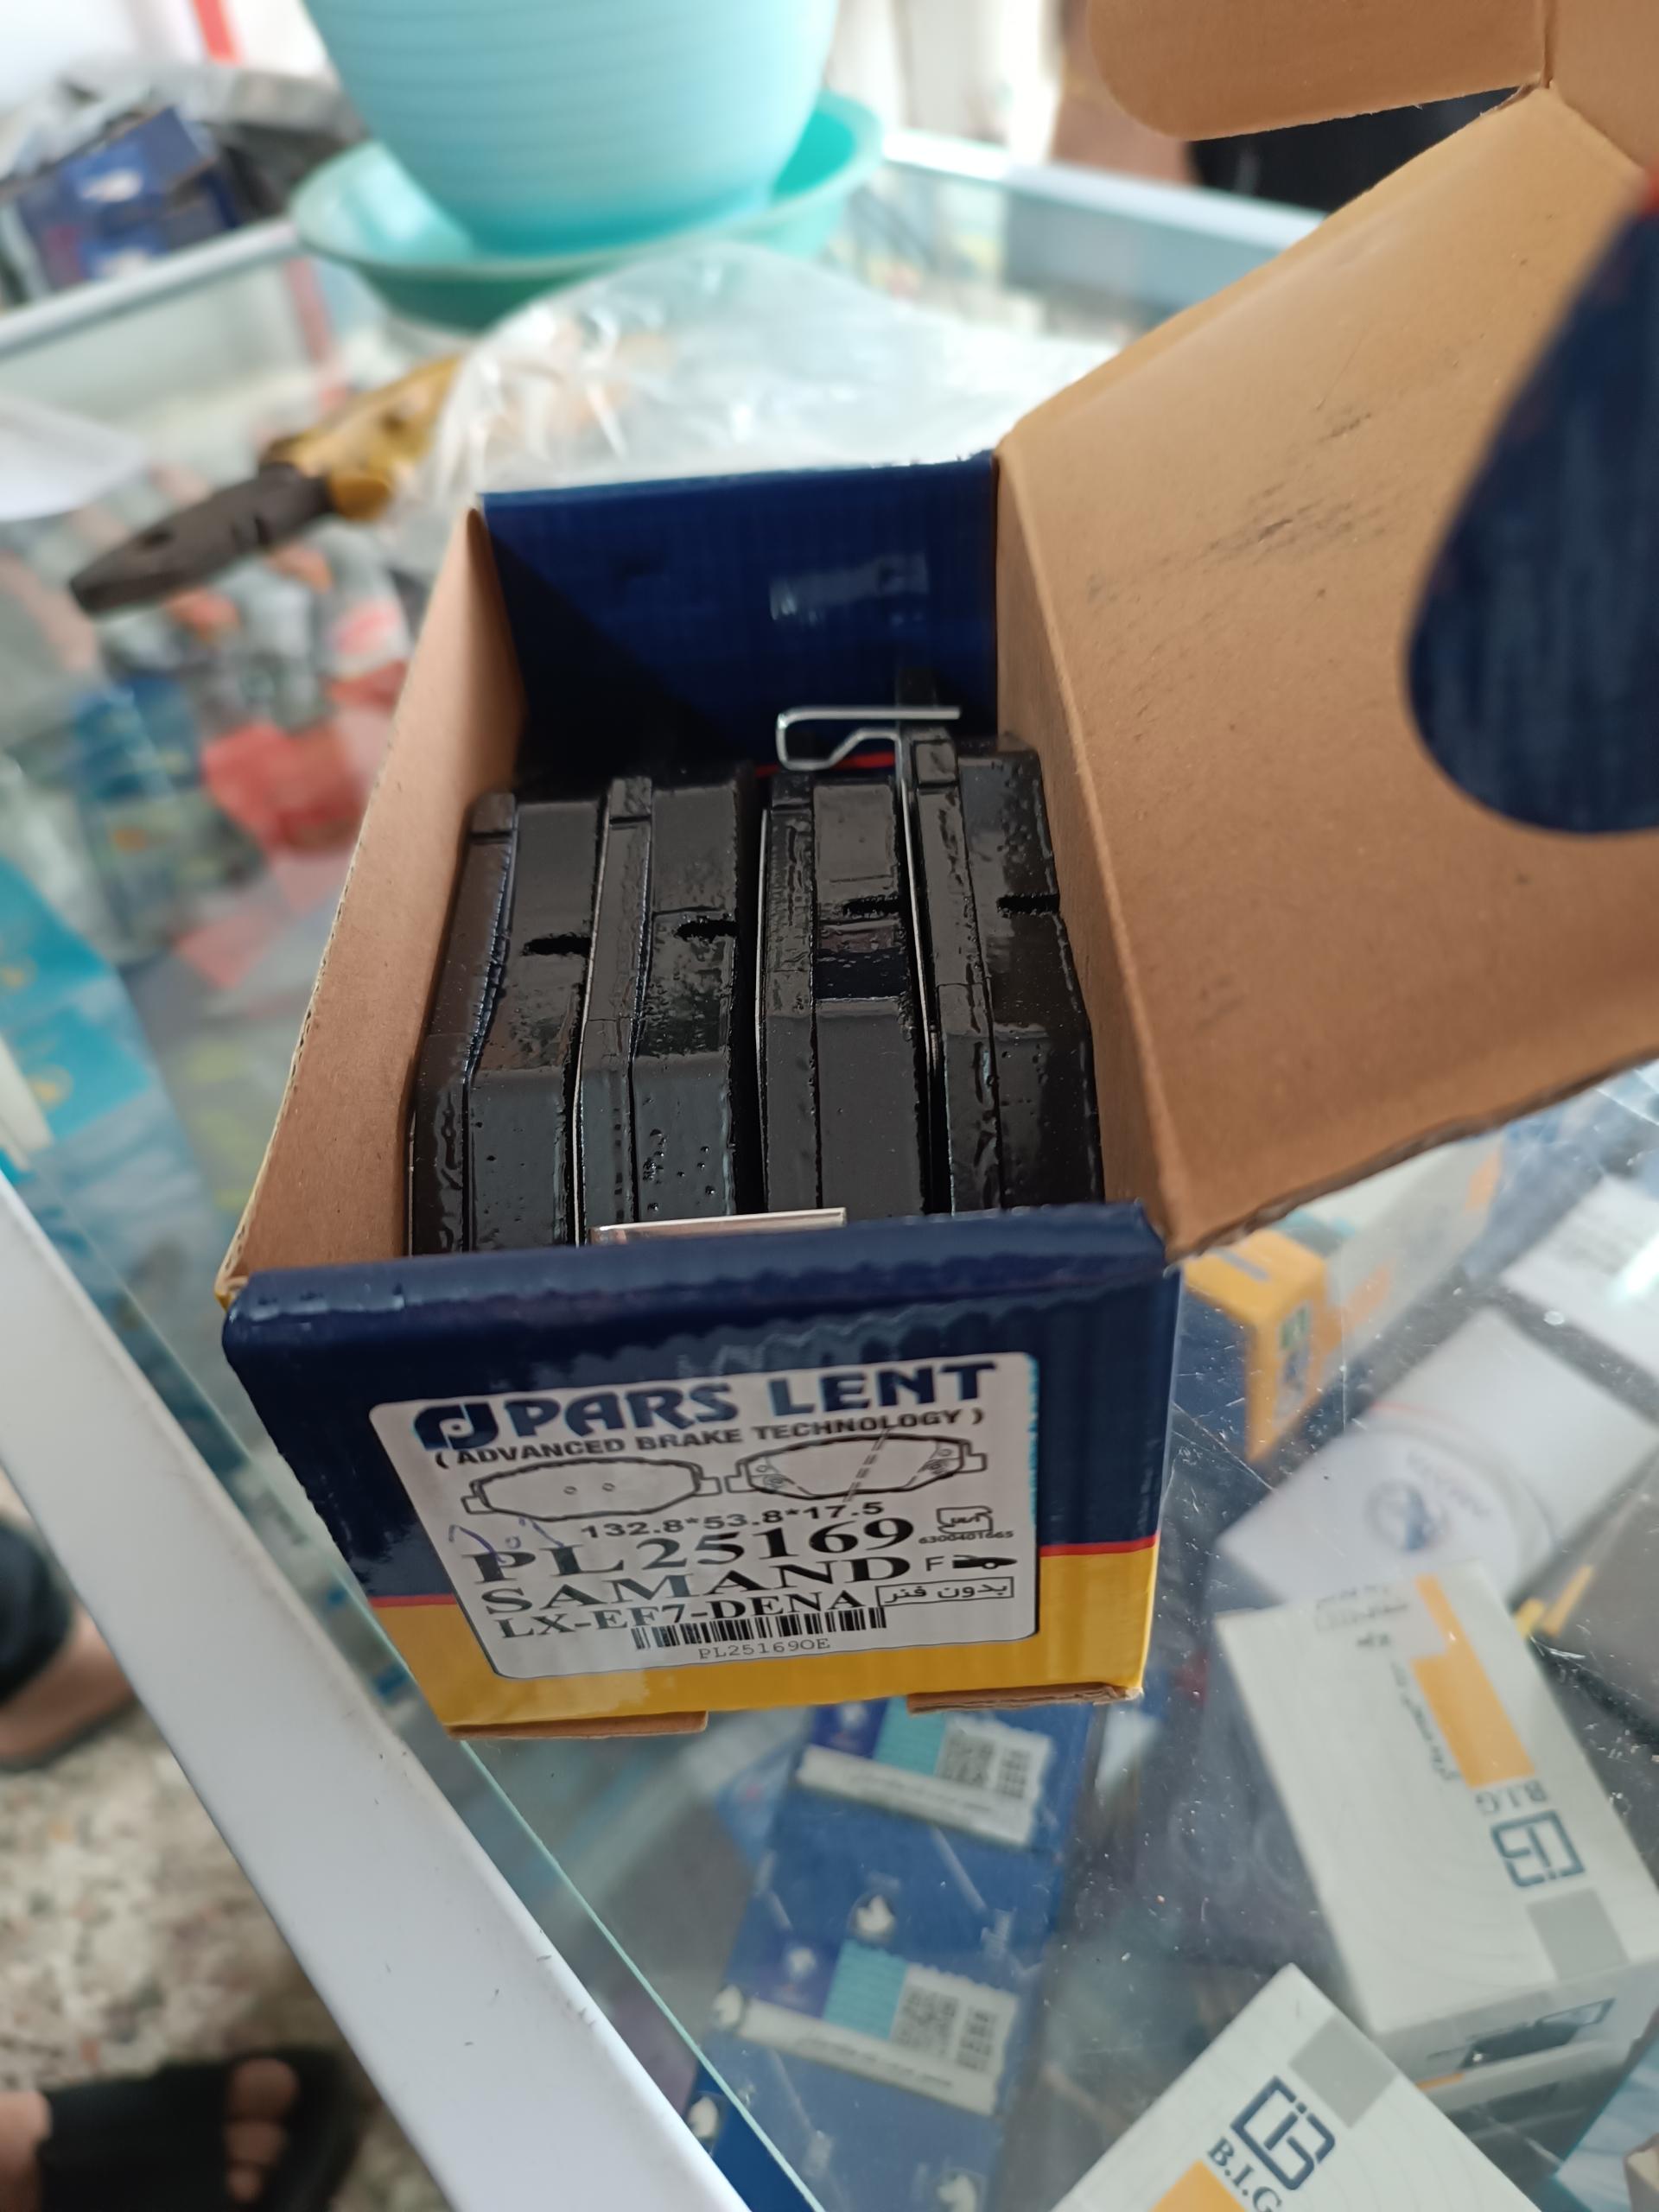 PARS LENT
( ADVANCED BRAKE TECHNOLOGY )
132.8*53.8*17.5
PL25169
6300401665
SAMAND F
LX-EF7-DENA بدون فنر
PL25169OE
B.I.G
B.I.G